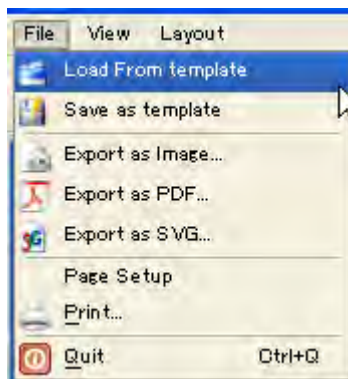 File View Layout
Load From template
Save as template
Export as Image...
Export as PDF...
Export as SVG...
Page Setup
Print...
Quit Ctrl+Q